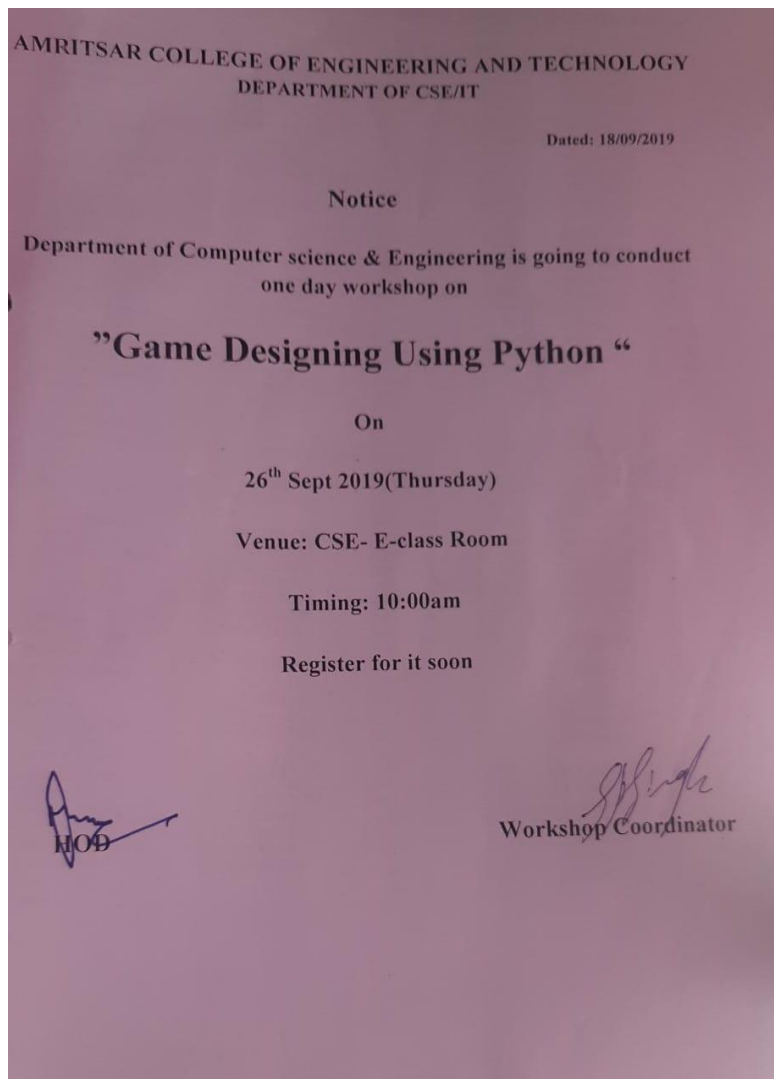 AMRITSAR COLLEGE OF ENGINEERING AND TECHNOLOGY
DEPARTMENT OF CSE/IT
Dated: 18/09/2019
Notice
Department of Computer science & Engineering is going to conduct
one day workshop on
”Game Designing Using Python “
On
26th Sept 2019(Thursday)
Venue: CSE- E-class Room
Timing: 10:00am
Register for it soon
HOD
Workshop Coordinator